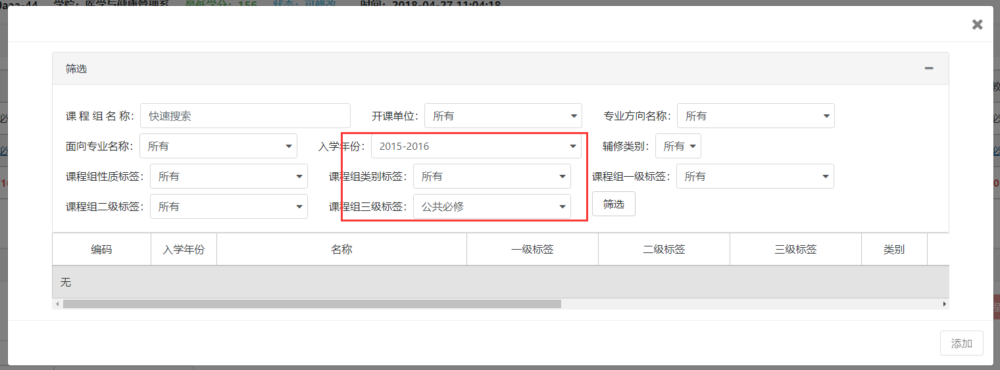 学院：医学与健康管理系 最低学分：156 状态：可修改 时间：2018-04-27 11:04:18
筛选
课 程 组 名 称： 快速搜索 开课单位： 所有 专业方向名称： 所有
面向专业名称： 所有 入学年份： 2015-2016 辅修类别： 所有
课程组性质标签： 所有 课程组类别标签： 所有 课程组一级标签： 所有
课程组二级标签： 所有 课程组三级标签： 公共必修 筛选
编码 入学年份 名称 一级标签 二级标签 三级标签 类别
无
添加